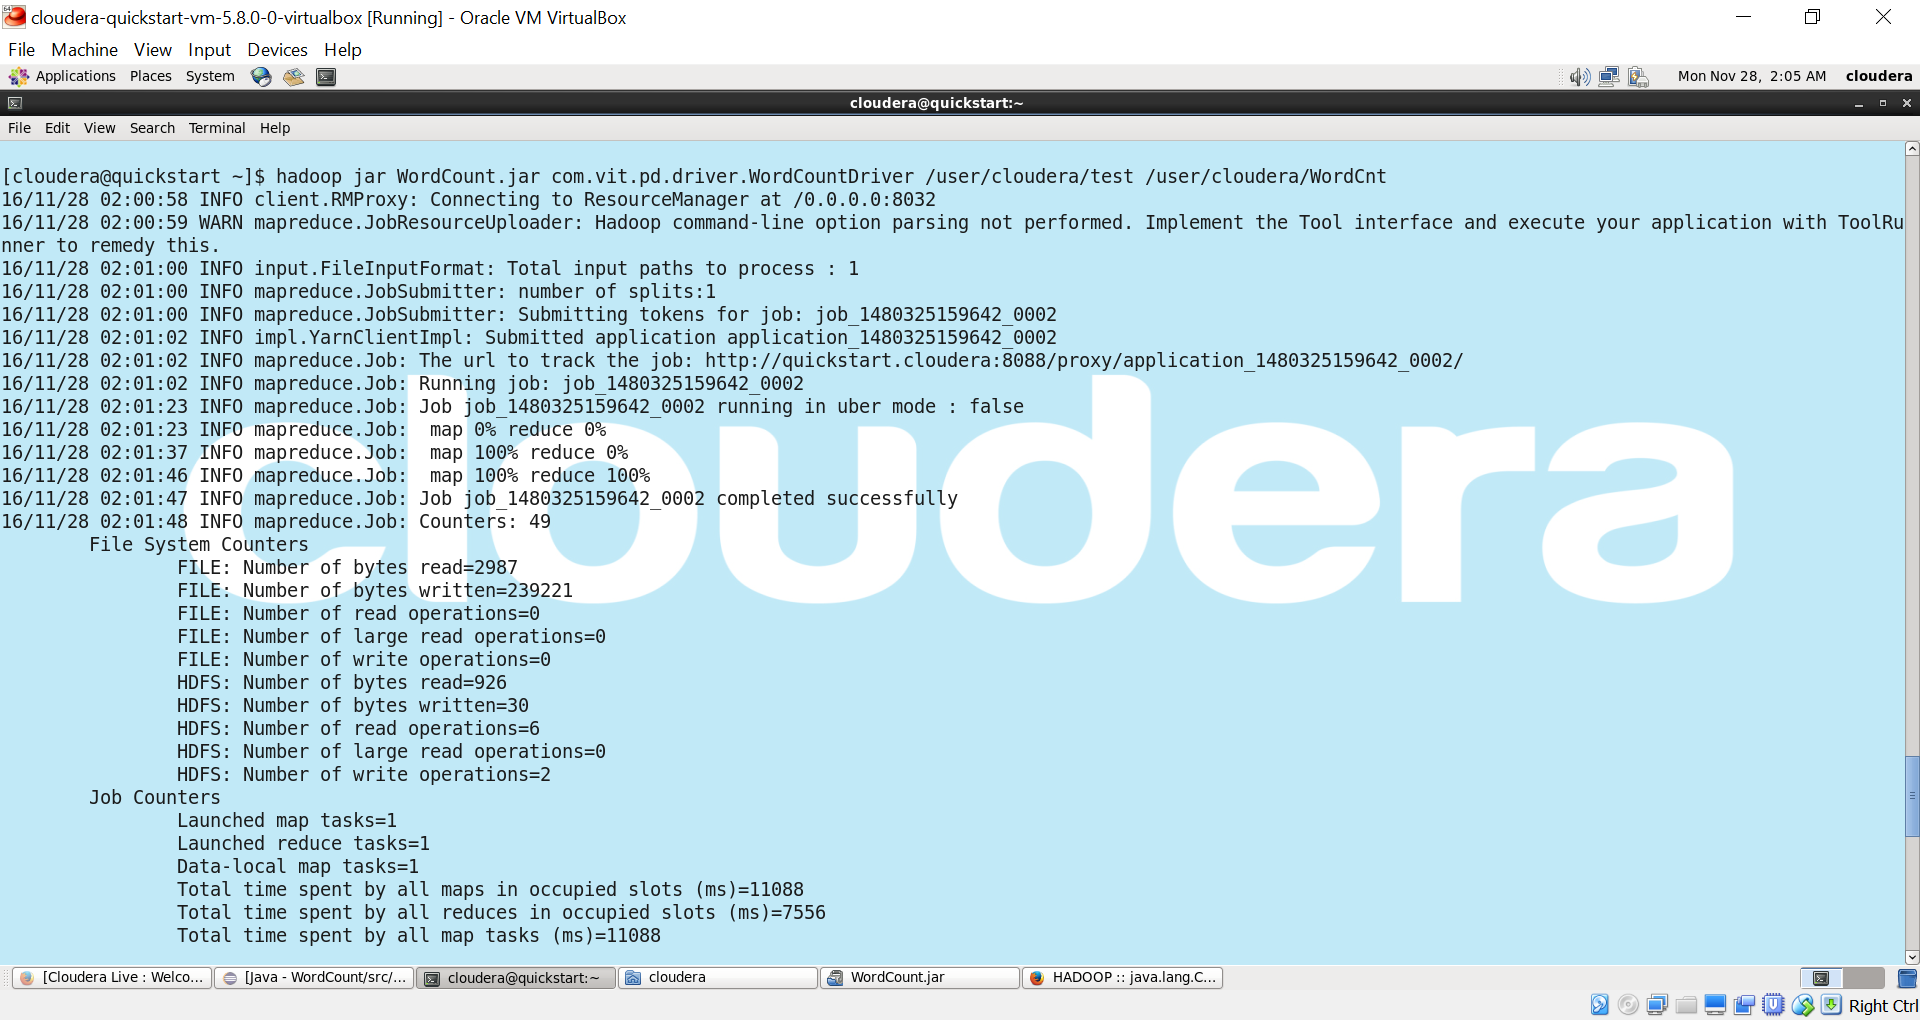 cloudera-quickstart-vm-5.8.0-0-virtualbox [Running] - Oracle VM VirtualBox
File Machine View Input Devices Help
Applications Places System Mon Nov 28, 2:05 AM cloudera
cloudera@quickstart:~
File Edit View Search Terminal Help
[cloudera@quickstart ~]$ hadoop jar WordCount.jar com.vit.pd.driver.WordCountDriver /user/cloudera/test /user/cloudera/WordCnt
16/11/28 02:00:58 INFO client.RMProxy: Connecting to ResourceManager at /0.0.0.0:8032
16/11/28 02:00:59 WARN mapreduce.JobResourceUploader: Hadoop command-line option parsing not performed. Implement the Tool interface and execute your application with ToolRu
nner to remedy this.
16/11/28 02:01:00 INFO input.FileInputFormat: Total input paths to process : 1
16/11/28 02:01:00 INFO mapreduce.JobSubmitter: number of splits:1
16/11/28 02:01:00 INFO mapreduce.JobSubmitter: Submitting tokens for job: job_1480325159642_0002
16/11/28 02:01:02 INFO impl.YarnClientImpl: Submitted application application_1480325159642_0002
16/11/28 02:01:02 INFO mapreduce.Job: The url to track the job: http://quickstart.cloudera:8088/proxy/application_1480325159642_0002/
16/11/28 02:01:02 INFO mapreduce.Job: Running job: job_1480325159642_0002
16/11/28 02:01:23 INFO mapreduce.Job: Job job_1480325159642_0002 running in uber mode : false
16/11/28 02:01:23 INFO mapreduce.Job:  map 0% reduce 0%
16/11/28 02:01:37 INFO mapreduce.Job:  map 100% reduce 0%
16/11/28 02:01:46 INFO mapreduce.Job:  map 100% reduce 100%
16/11/28 02:01:47 INFO mapreduce.Job: Job job_1480325159642_0002 completed successfully
16/11/28 02:01:48 INFO mapreduce.Job: Counters: 49
cloudera
File System Counters
FILE: Number of bytes read=2987
FILE: Number of bytes written=239221
FILE: Number of read operations=0
FILE: Number of large read operations=0
FILE: Number of write operations=0
HDFS: Number of bytes read=926
HDFS: Number of bytes written=30
HDFS: Number of read operations=6
HDFS: Number of large read operations=0
HDFS: Number of write operations=2
Job Counters
Launched map tasks=1
Launched reduce tasks=1
Data-local map tasks=1
Total time spent by all maps in occupied slots (ms)=11088
Total time spent by all reduces in occupied slots (ms)=7556
Total time spent by all map tasks (ms)=11088
[Cloudera Live : Welco... [Java - WordCount/src/... cloudera@quickstart:~ cloudera WordCount.jar HADOOP :: java.lang.C...
Right Ctrl